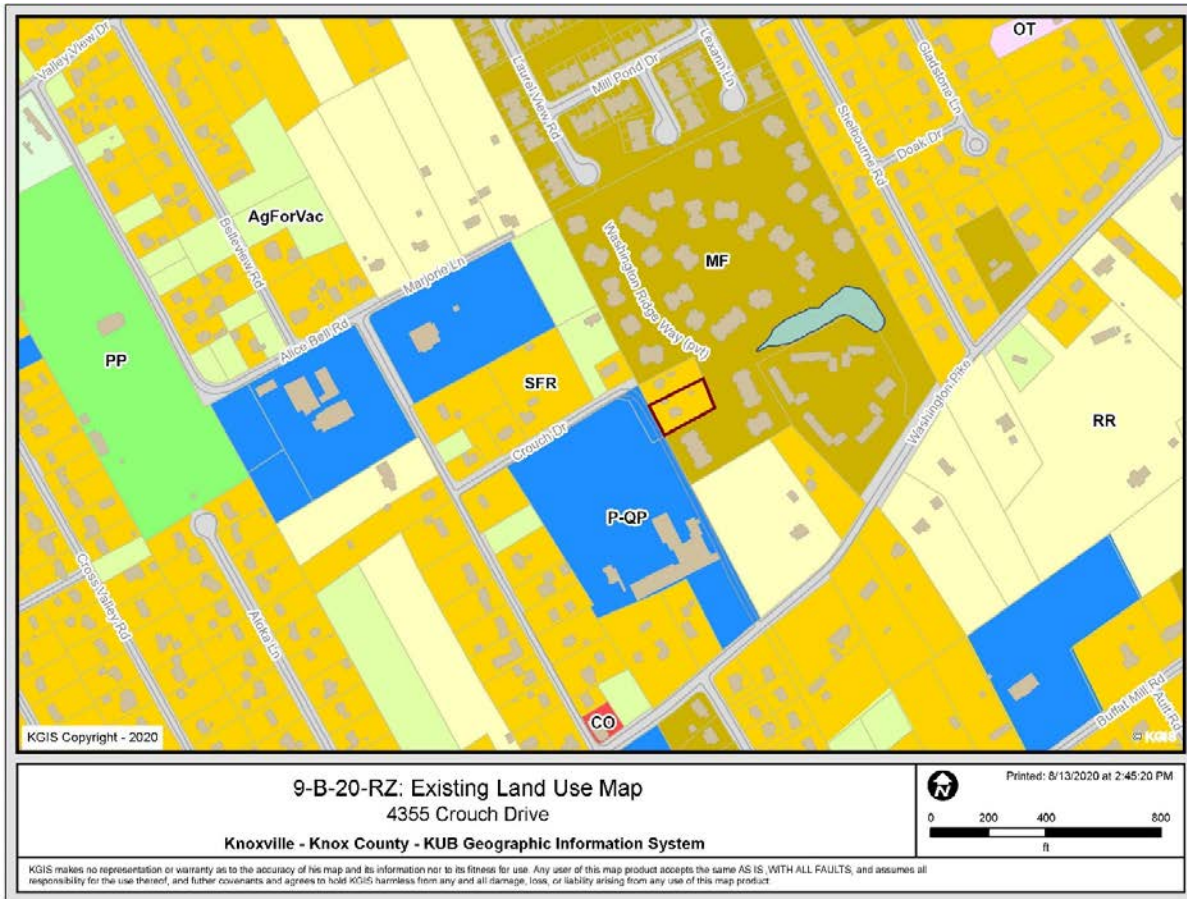 OT
Valley View Dr
Laurel View Rd
Mill Pond Dr
Lexann Ln
Shelbourne Rd
Gladstone Ln
Doak Dr
AgForVac
Belleview Rd
Marjorie Ln
Washington Ridge Way (pvt)
MF
PP
Alice Bell Rd
SFR
Crouch Dr
Washington Pike
RR
P-QP
Cross Valley Rd
Aloka Ln
CO
Buffat Mill Rd
Ault Rd
KGIS Copyright - 2020
© KGIS
9-B-20-RZ: Existing Land Use Map
4355 Crouch Drive
Knoxville - Knox County - KUB Geographic Information System
N
Printed: 8/13/2020 at 2:45:20 PM
0 200 400 800
ft
KGIS makes no representation or warranty as to the accuracy of his map and its information nor to its fitness for use. Any user of this map product accepts the same AS IS ,WITH ALL FAULTS, and assumes all
responsibility for the use thereof, and futher covenants and agrees to hold KGIS harmless from any and all damage, loss, or liability arising from any use of this map product.